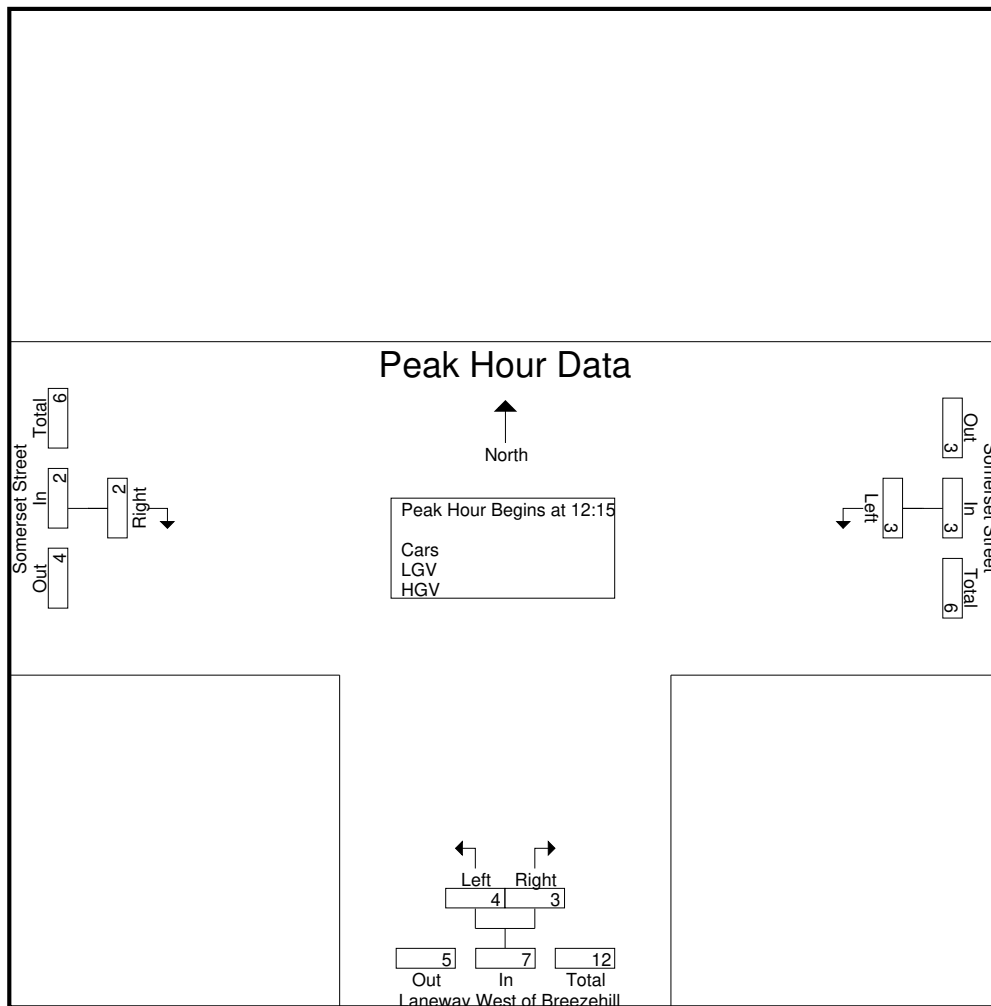 Peak Hour Data
North
Peak Hour Begins at 12:15
Cars
LGV
HGV
Somerset Street
Total
6
In
2
Out
4
Right
2
Somerset Street
Out
3
In
3
Total
6
Left
3
Left Right
4 3
5 7 12
Out In Total
Laneway West of Breezehill